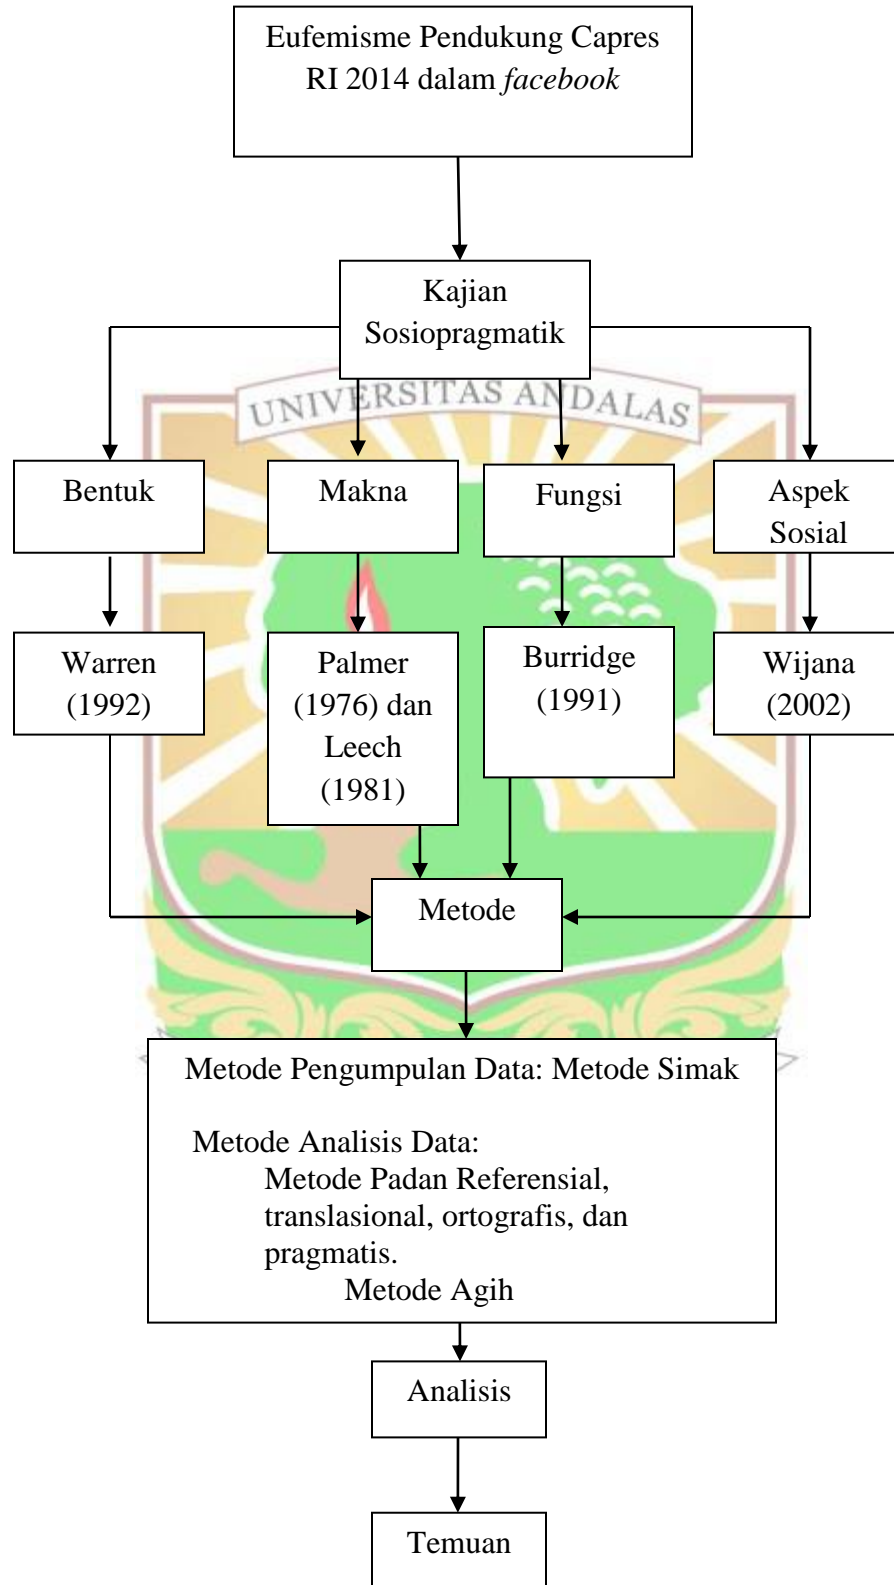 Eufemisme Pendukung Capres
RI 2014 dalam facebook
Kajian
Sosiopragmatik
UNIVERSITAS ANDALAS
Bentuk
Makna
Fungsi
Aspek
Sosial
Warren
(1992)
Palmer
(1976) dan
Leech
(1981)
Burridge
(1991)
Wijana
(2002)
Metode
Metode Pengumpulan Data: Metode Simak
Metode Analisis Data:
Metode Padan Referensial,
translasional, ortografis, dan
pragmatis.
Metode Agih
Analisis
Temuan